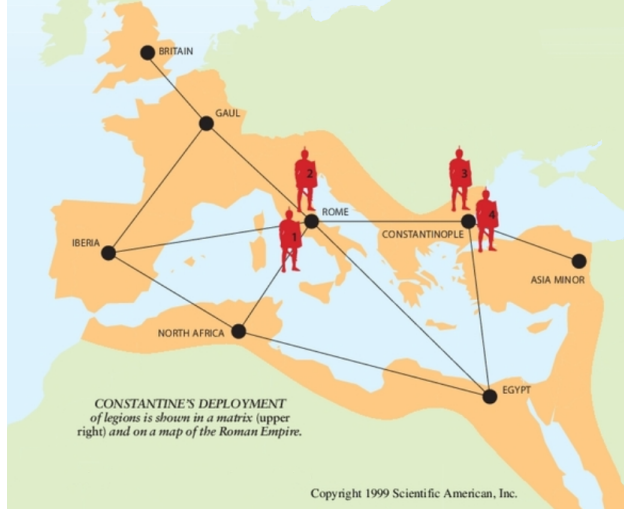 BRITAIN
GAUL
2
3
ROME
4
1
CONSTANTINOPLE
IBERIA
ASIA MINOR
NORTH AFRICA
EGYPT
CONSTANTINE'S DEPLOYMENT
of legions is shown in a matrix (upper
right) and on a map of the Roman Empire.
Copyright 1999 Scientific American, Inc.